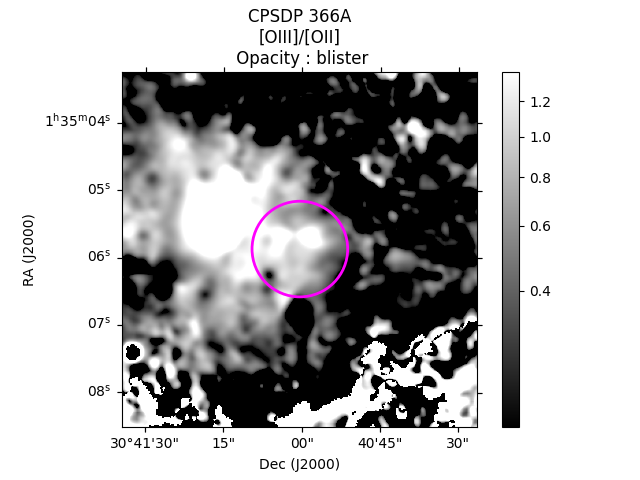 CPSDP 366A
[OIII]/[OII]
Opacity : blister
1ʰ35ᵐ04ˢ
05ˢ
06ˢ
07ˢ
08ˢ
RA (J2000)
30°41'30" 15" 00" 40'45" 30"
Dec (J2000)
1.2
1.0
0.8
0.6
0.4